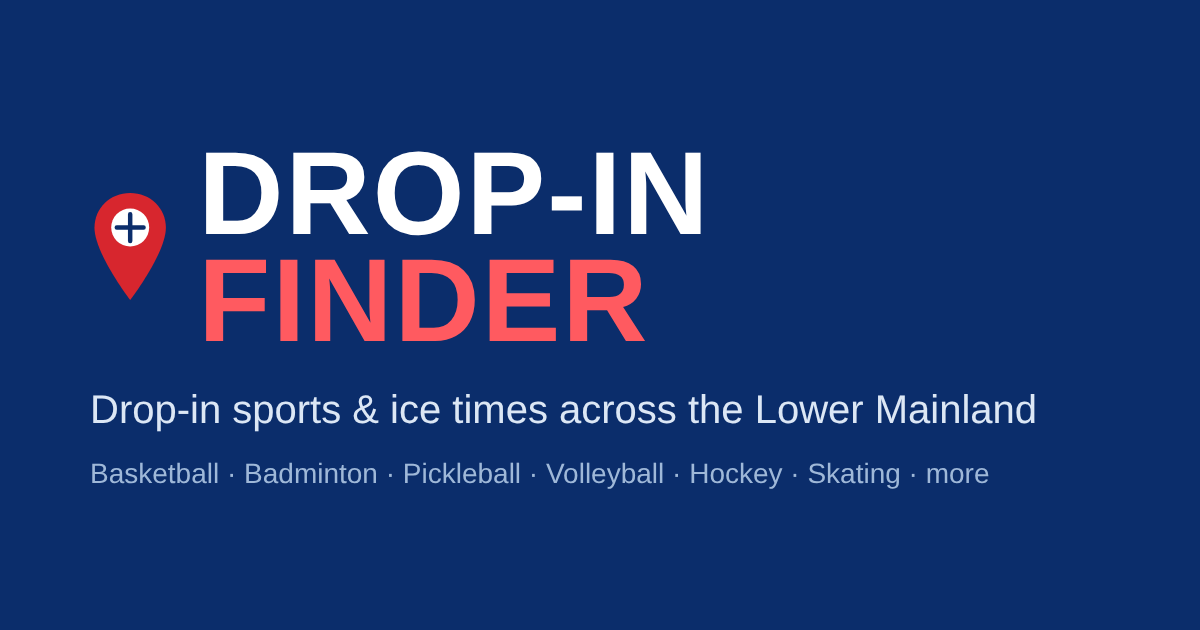 DROP-IN
FINDER
Drop-in sports & ice times across the Lower Mainland
Basketball · Badminton · Pickleball · Volleyball · Hockey · Skating · more